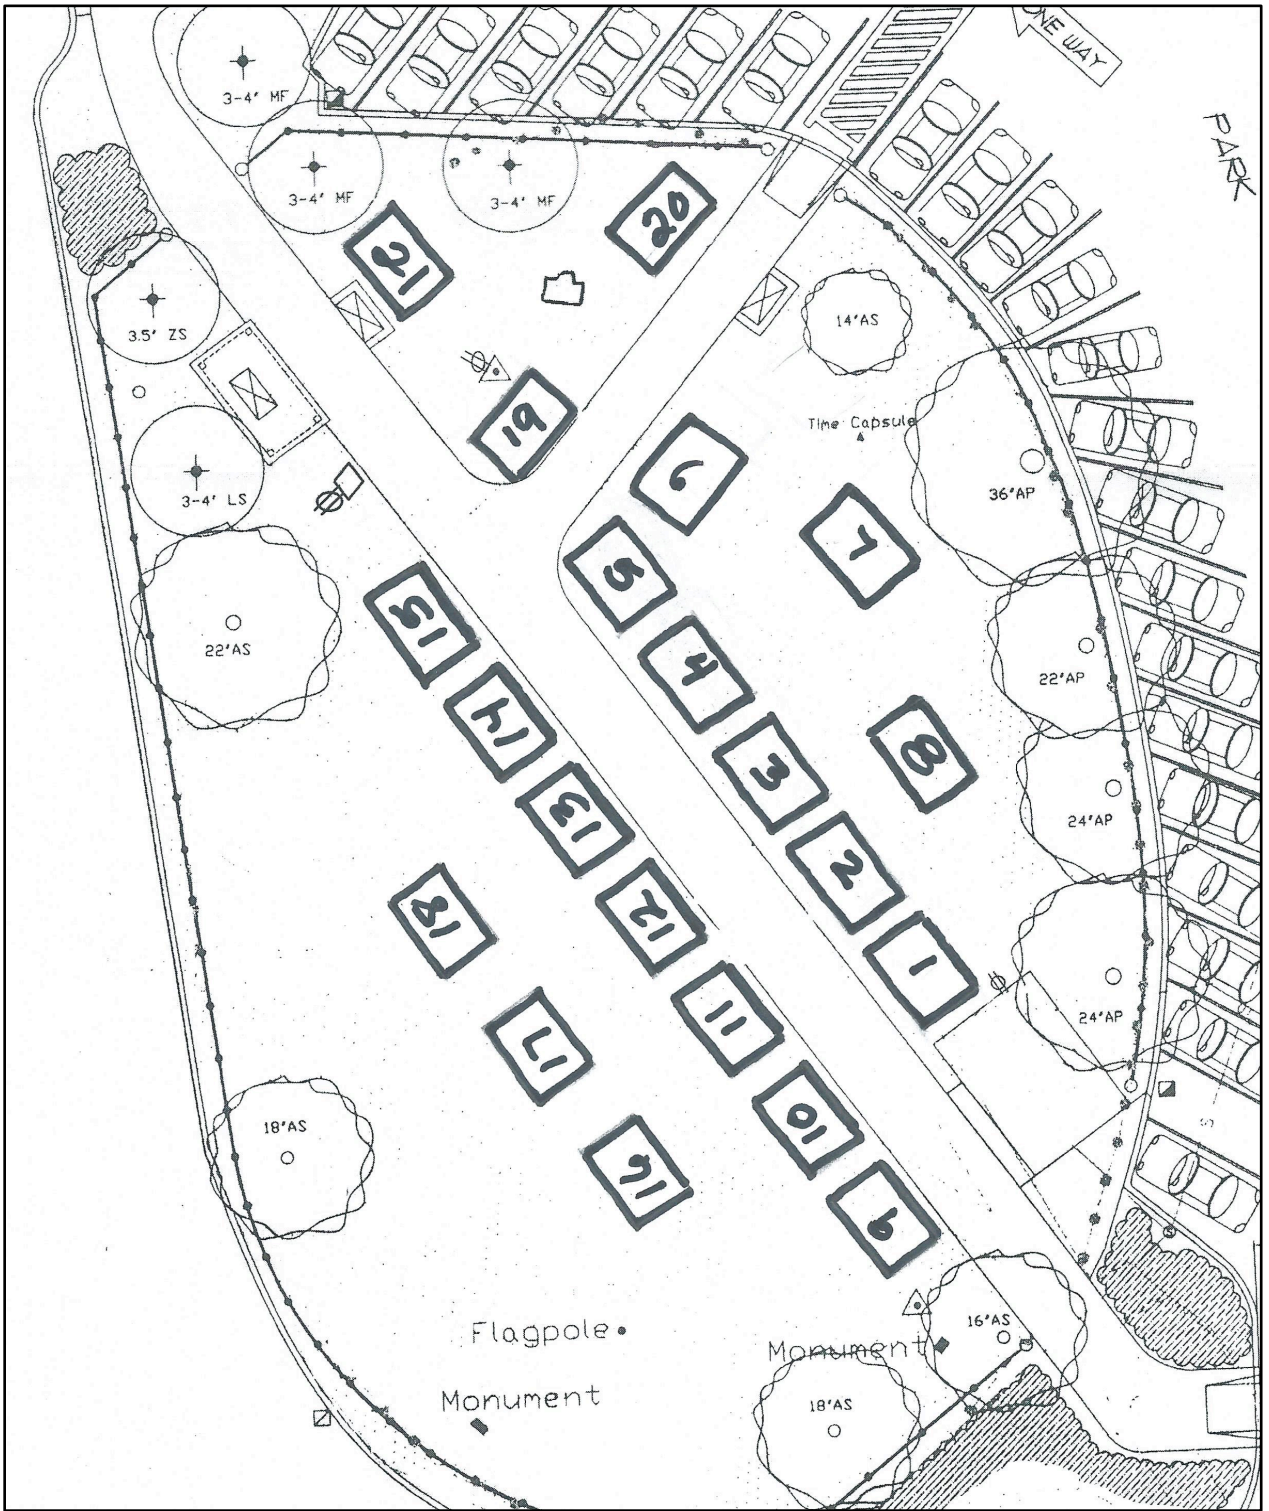 ONE WAY
3-4" MF
PARK
3-4" MF
3-4" MF
20
21
3.5" ZS
14"AS
19
Time Capsule
6
3-4" LS
36"AP
7
5
15
22"AS
4
22"AP
14
8
3
13
24"AP
2
18
12
1
11
24"AP
17
10
18"AS
16
9
Flagpole
16"AS
Monument
Monument
18"AS